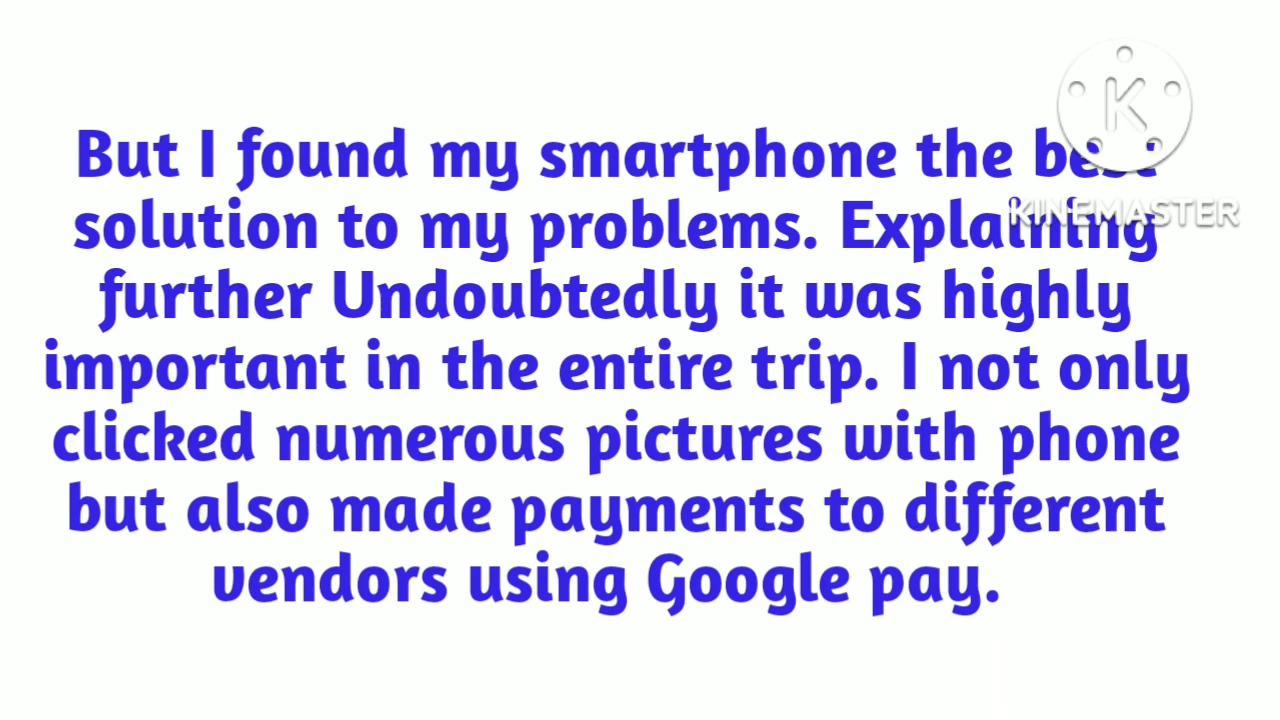 But I found my smartphone the best
solution to my problems. Explaining
further Undoubtedly it was highly
important in the entire trip. I not only
clicked numerous pictures with phone
but also made payments to different
vendors using Google pay.
K
KINEMASTER